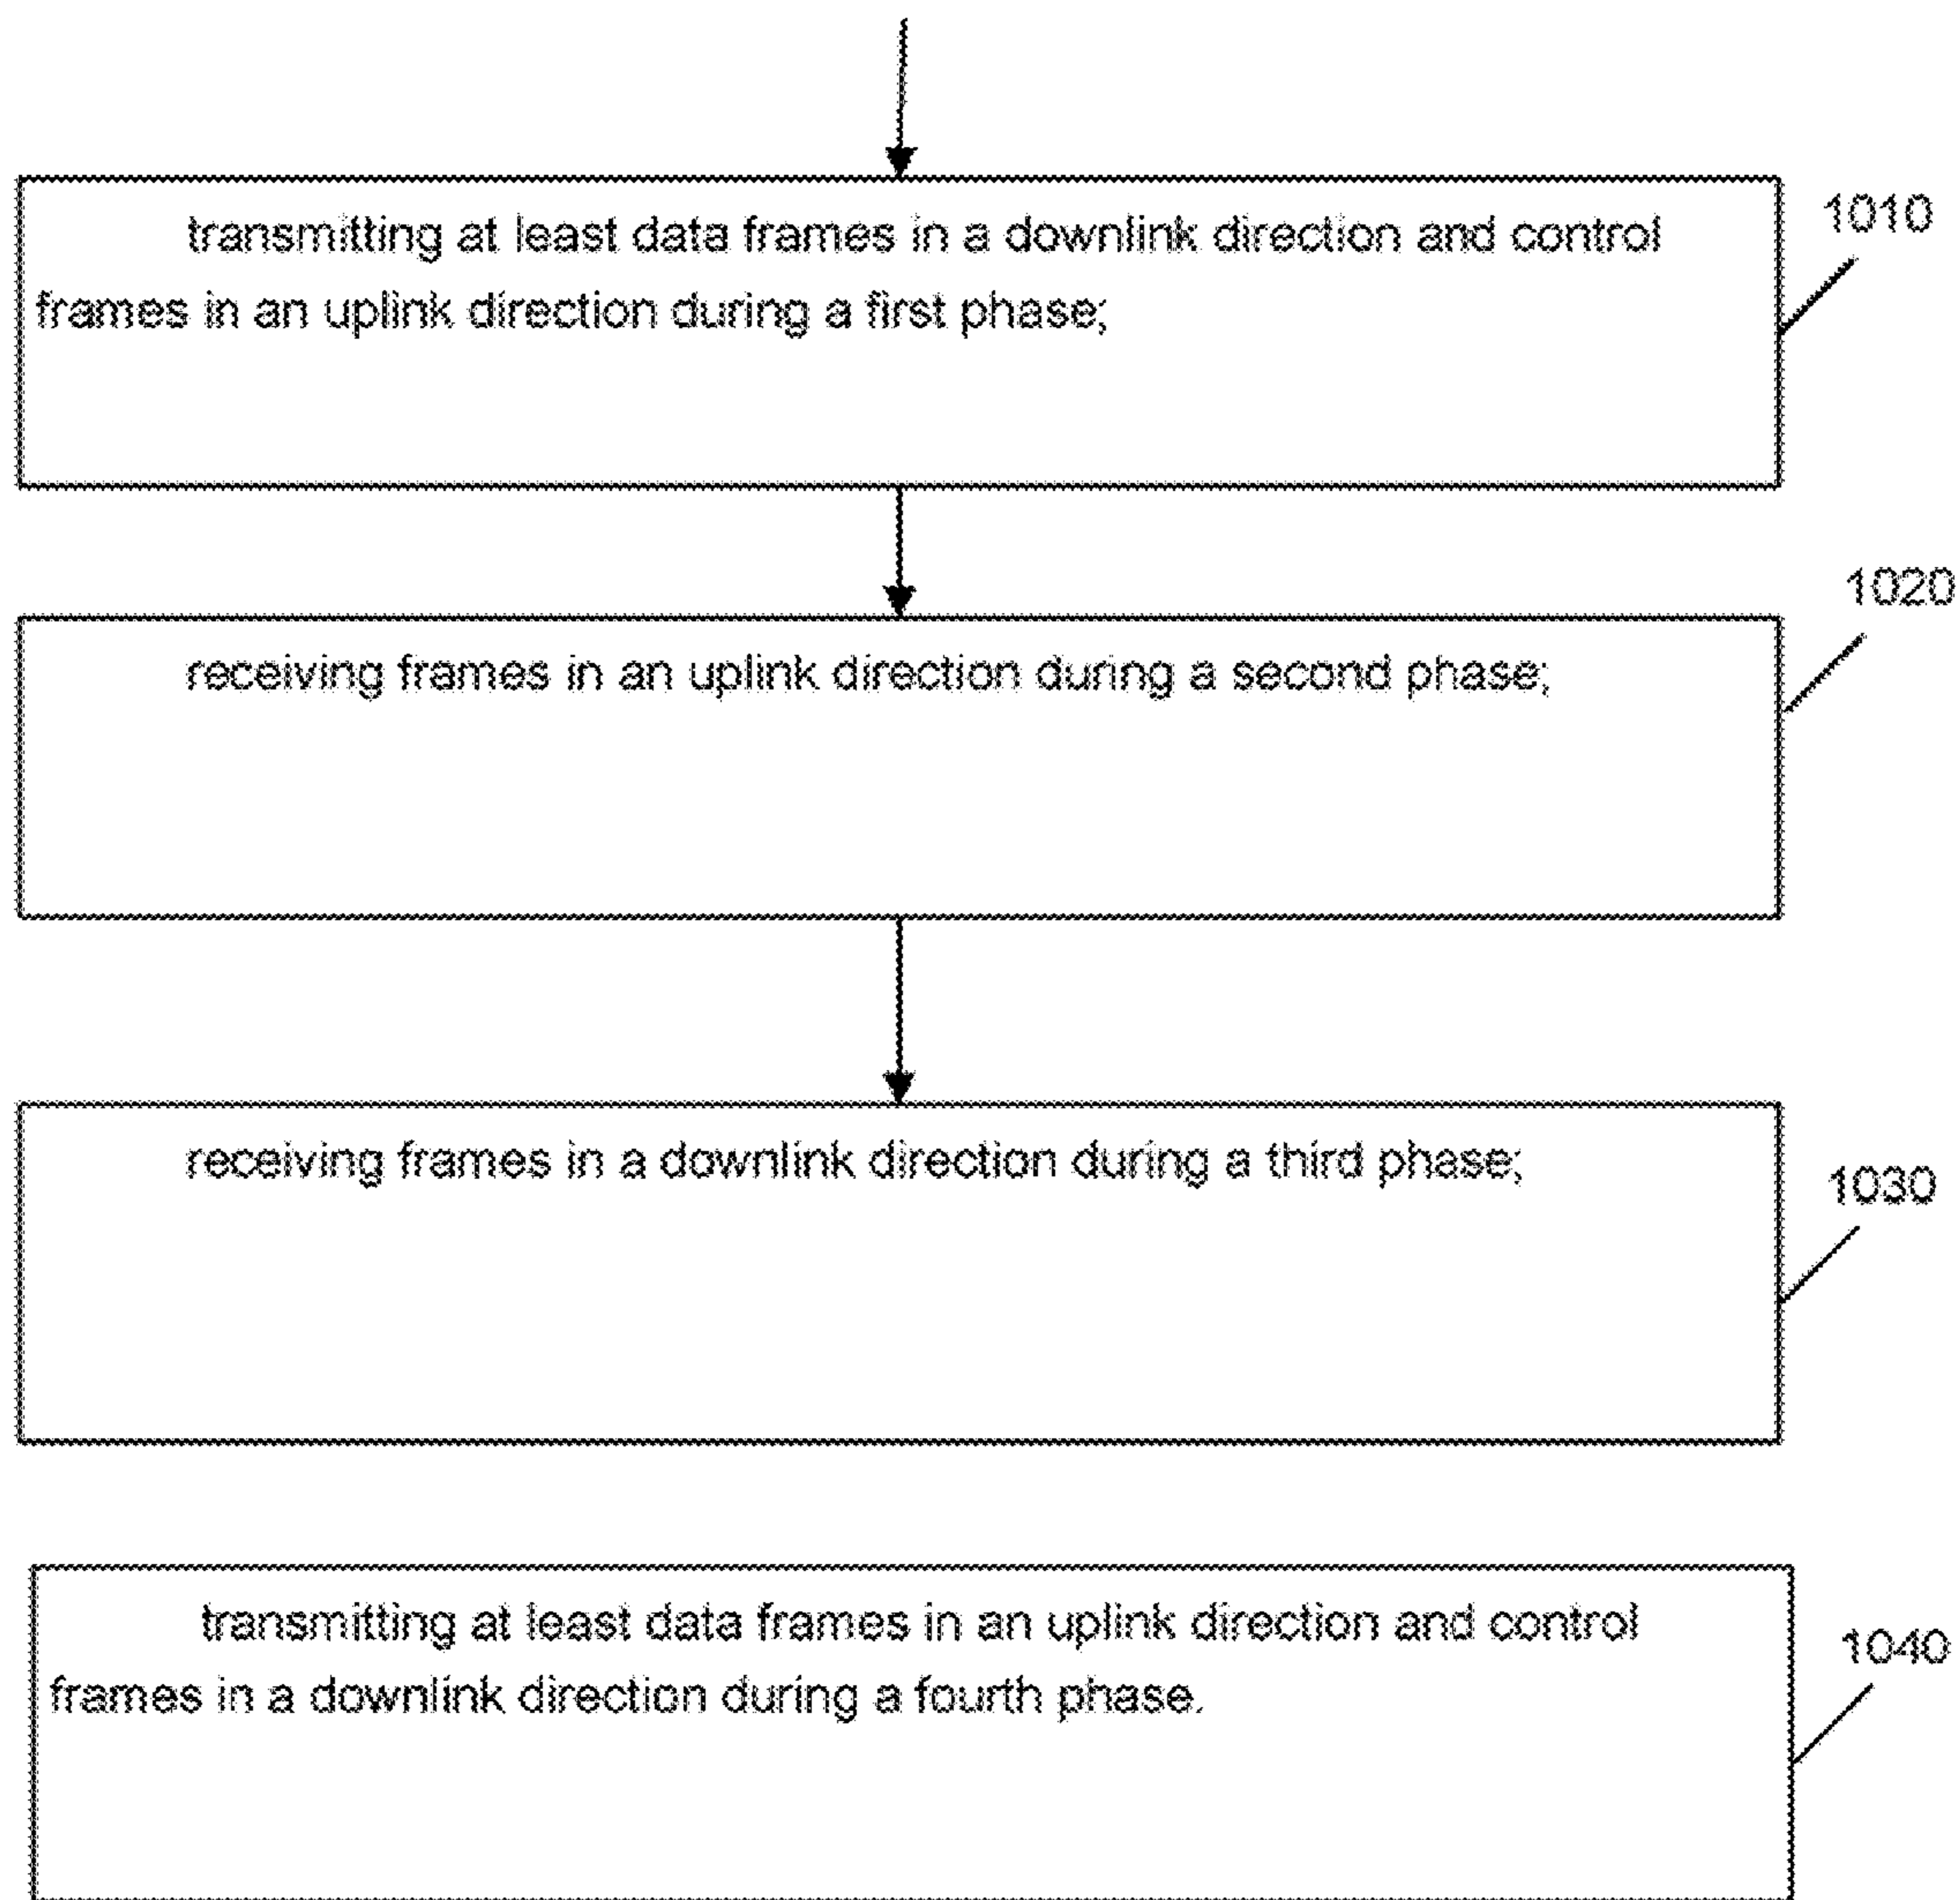 transmitting at least data frames in a downlink direction and control
frames in an uplink direction during a first phase;
1010
receiving frames in an uplink direction during a second phase;
1020
receiving frames in a downlink direction during a third phase;
1030
transmitting at least data frames in an uplink direction and control
frames in a downlink direction during a fourth phase.
1040